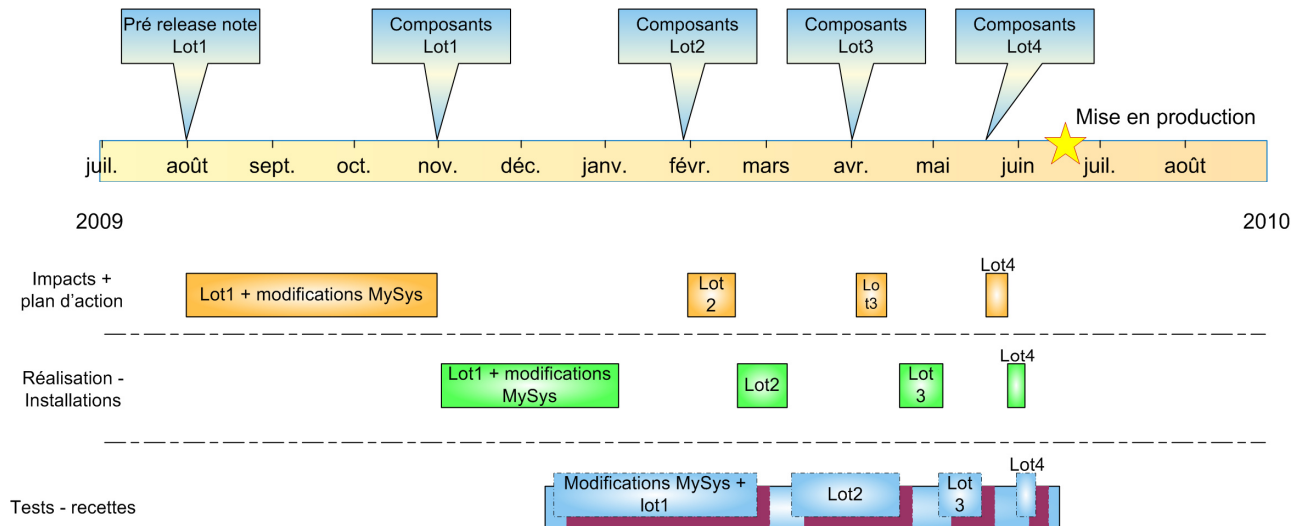 Pré release note
Lot1
Composants
Lot1
Composants
Lot2
Composants
Lot3
Composants
Lot4
Mise en production
juil. août sept. oct. nov. déc. janv. févr. mars avr. mai juin juil. août
2009 2010
Impacts +
plan d'action
Lot1 + modifications MySys
Lot
2
Lo
t3
Lot4
Réalisation -
Installations
Lot1 + modifications
MySys
Lot2
Lot
3
Lot4
Tests - recettes
Modifications MySys +
lot1
Lot2
Lot
3
Lot4